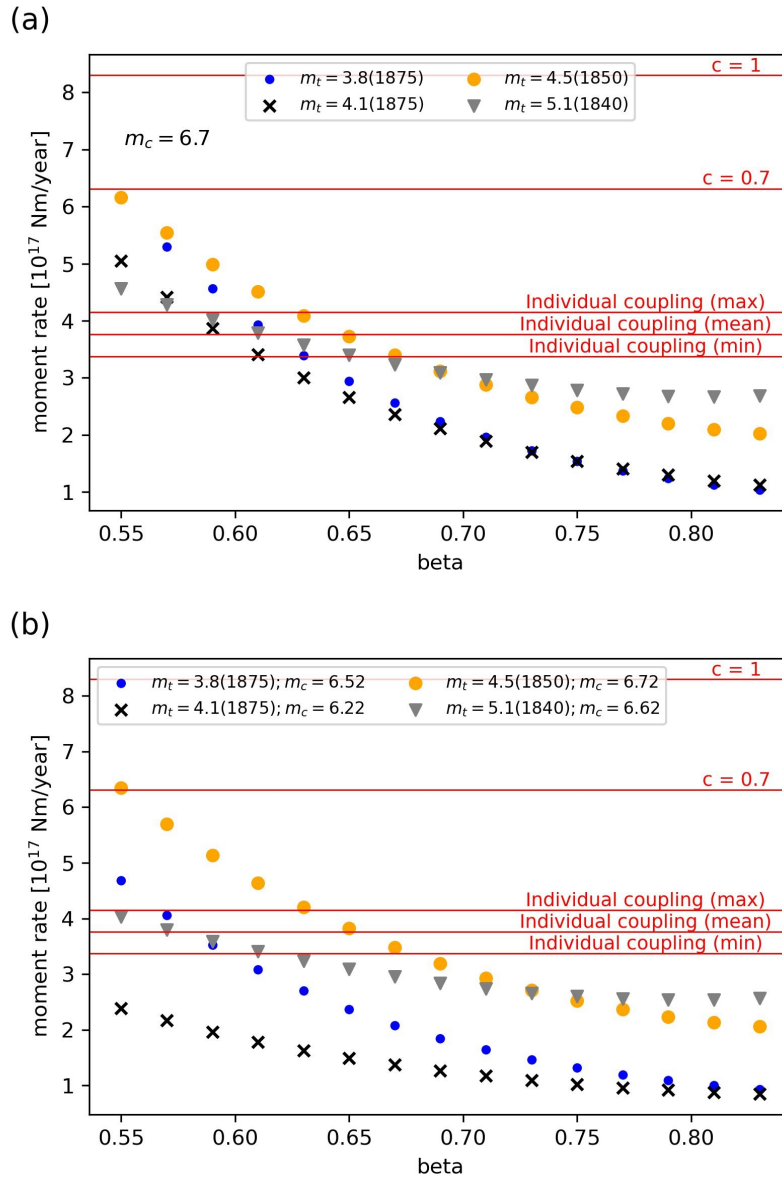 (a)
c = 1
m_t = 3.8(1875) m_t = 4.5(1850)
m_t = 4.1(1875) m_t = 5.1(1840)
m_c = 6.7
c = 0.7
Individual coupling (max)
Individual coupling (mean)
Individual coupling (min)
8
7
6
5
4
3
2
1
moment rate [10^17 Nm/year]
0.55 0.60 0.65 0.70 0.75 0.80
beta
(b)
c = 1
m_t = 3.8(1875); m_c = 6.52 m_t = 4.5(1850); m_c = 6.72
m_t = 4.1(1875); m_c = 6.22 m_t = 5.1(1840); m_c = 6.62
c = 0.7
Individual coupling (max)
Individual coupling (mean)
Individual coupling (min)
8
7
6
5
4
3
2
1
moment rate [10^17 Nm/year]
0.55 0.60 0.65 0.70 0.75 0.80
beta